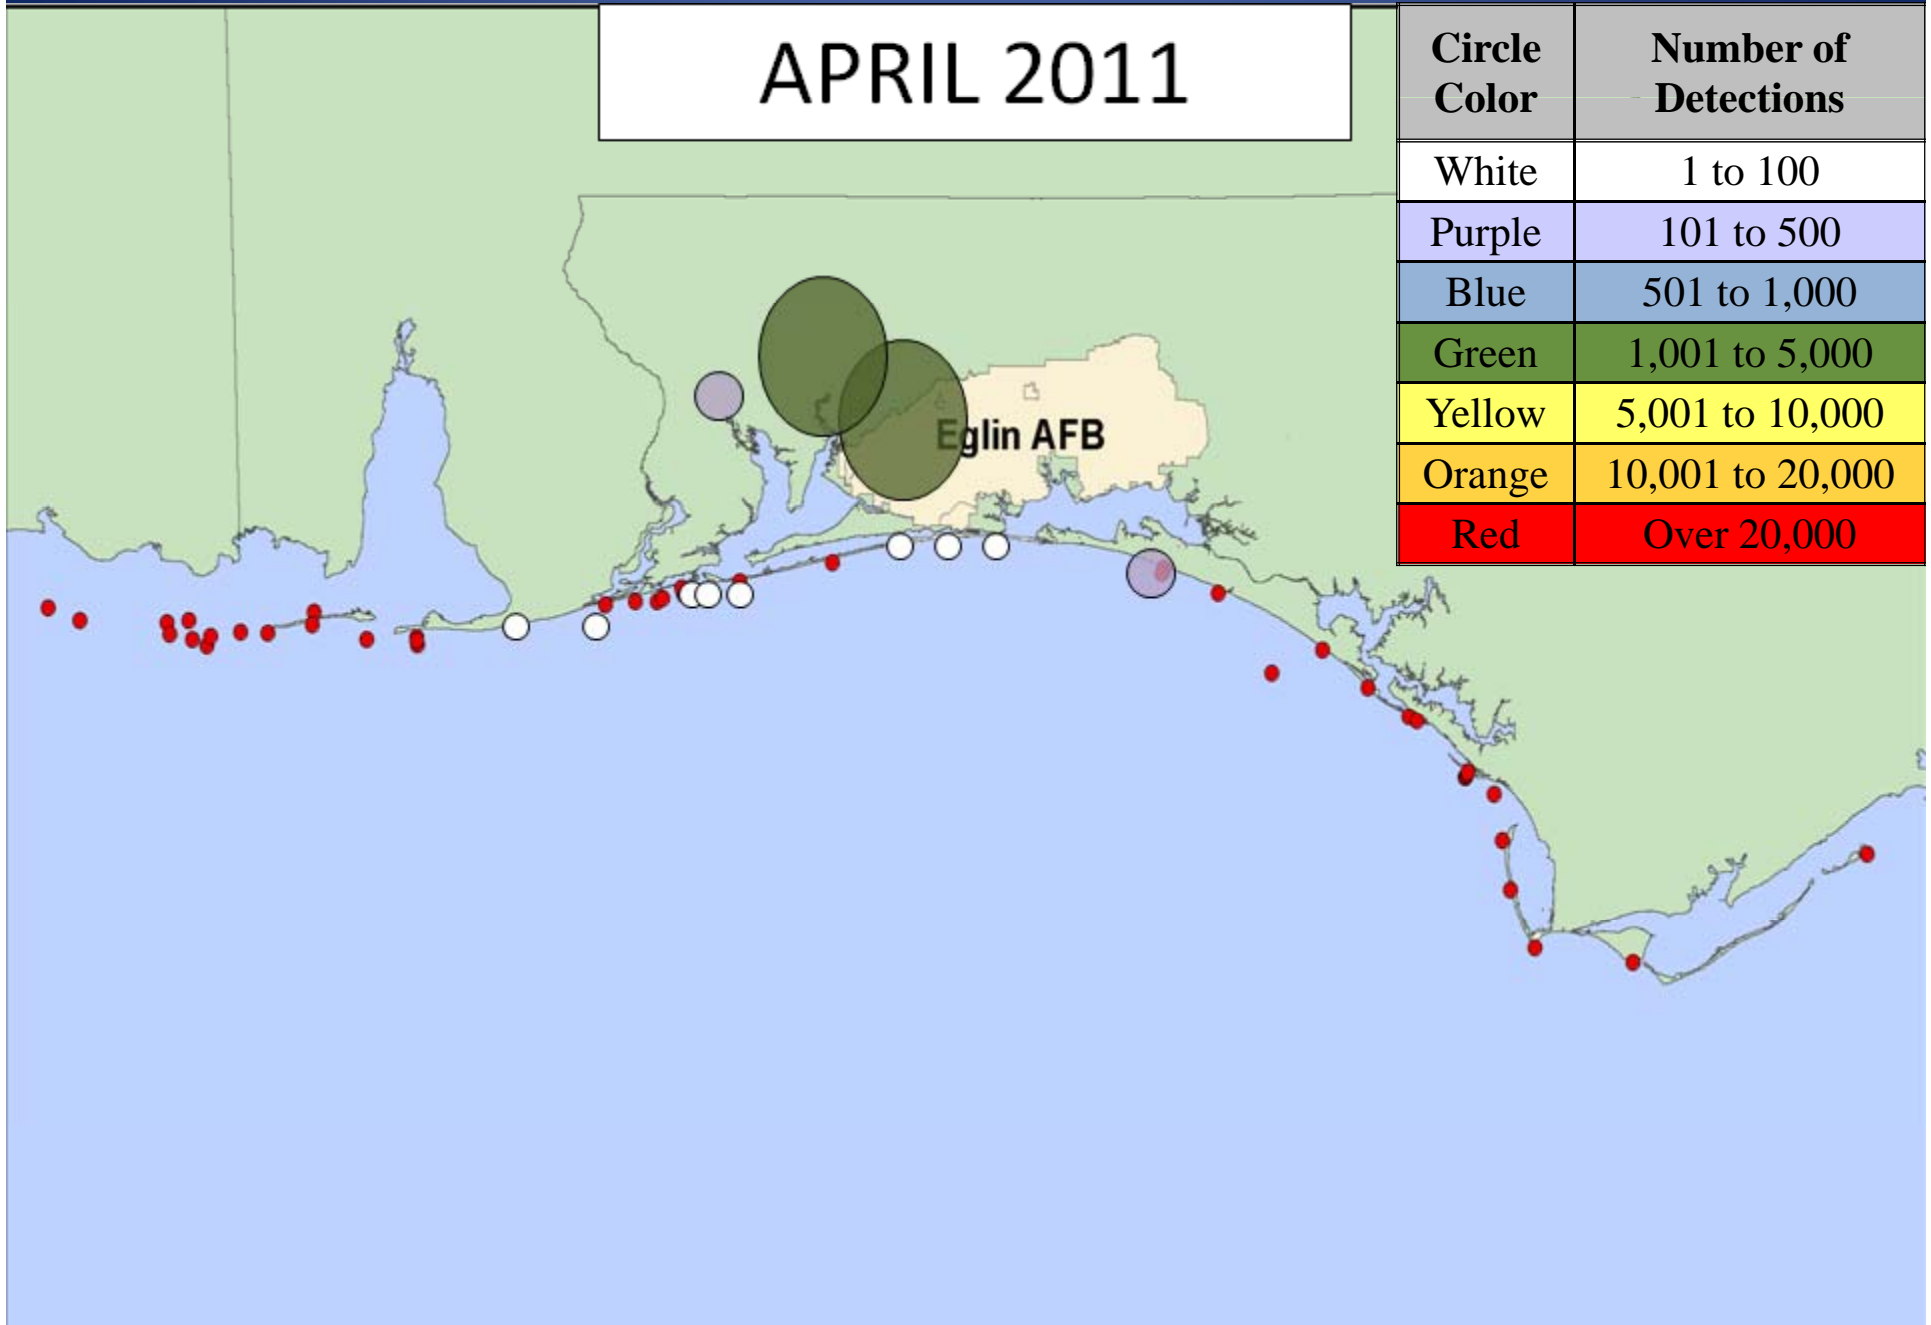 APRIL 2011
Circle Color Number of Detections
White 1 to 100
Purple 101 to 500
Blue 501 to 1,000
Green 1,001 to 5,000
Yellow 5,001 to 10,000
Orange 10,001 to 20,000
Red Over 20,000
Eglin AFB